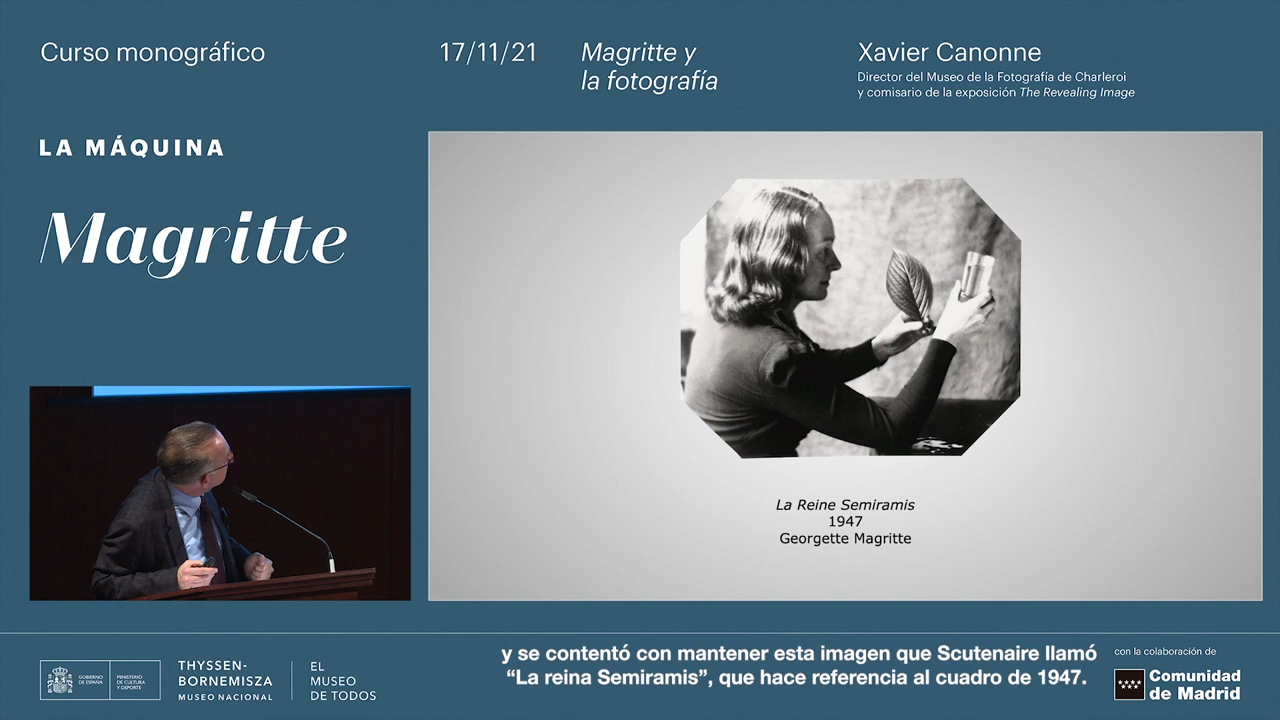 Curso monográfico
17/11/21
Magritte y
la fotografía
Xavier Canonne
Director del Museo de la Fotografía de Charleroi
y comisario de la exposición The Revealing Image
LA MÁQUINA
Magritte
La Reine Semiramis
1947
Georgette Magritte
y se contentó con mantener esta imagen que Scutenaire llamó
“La reina Semiramis”, que hace referencia al cuadro de 1947.
GOBIERNO
DE ESPAÑA
MINISTERIO
DE CULTURA
Y DEPORTE
THYSSEN-
BORNEMISZA
MUSEO NACIONAL
EL
MUSEO
DE TODOS
con la colaboración de
Comunidad
de Madrid